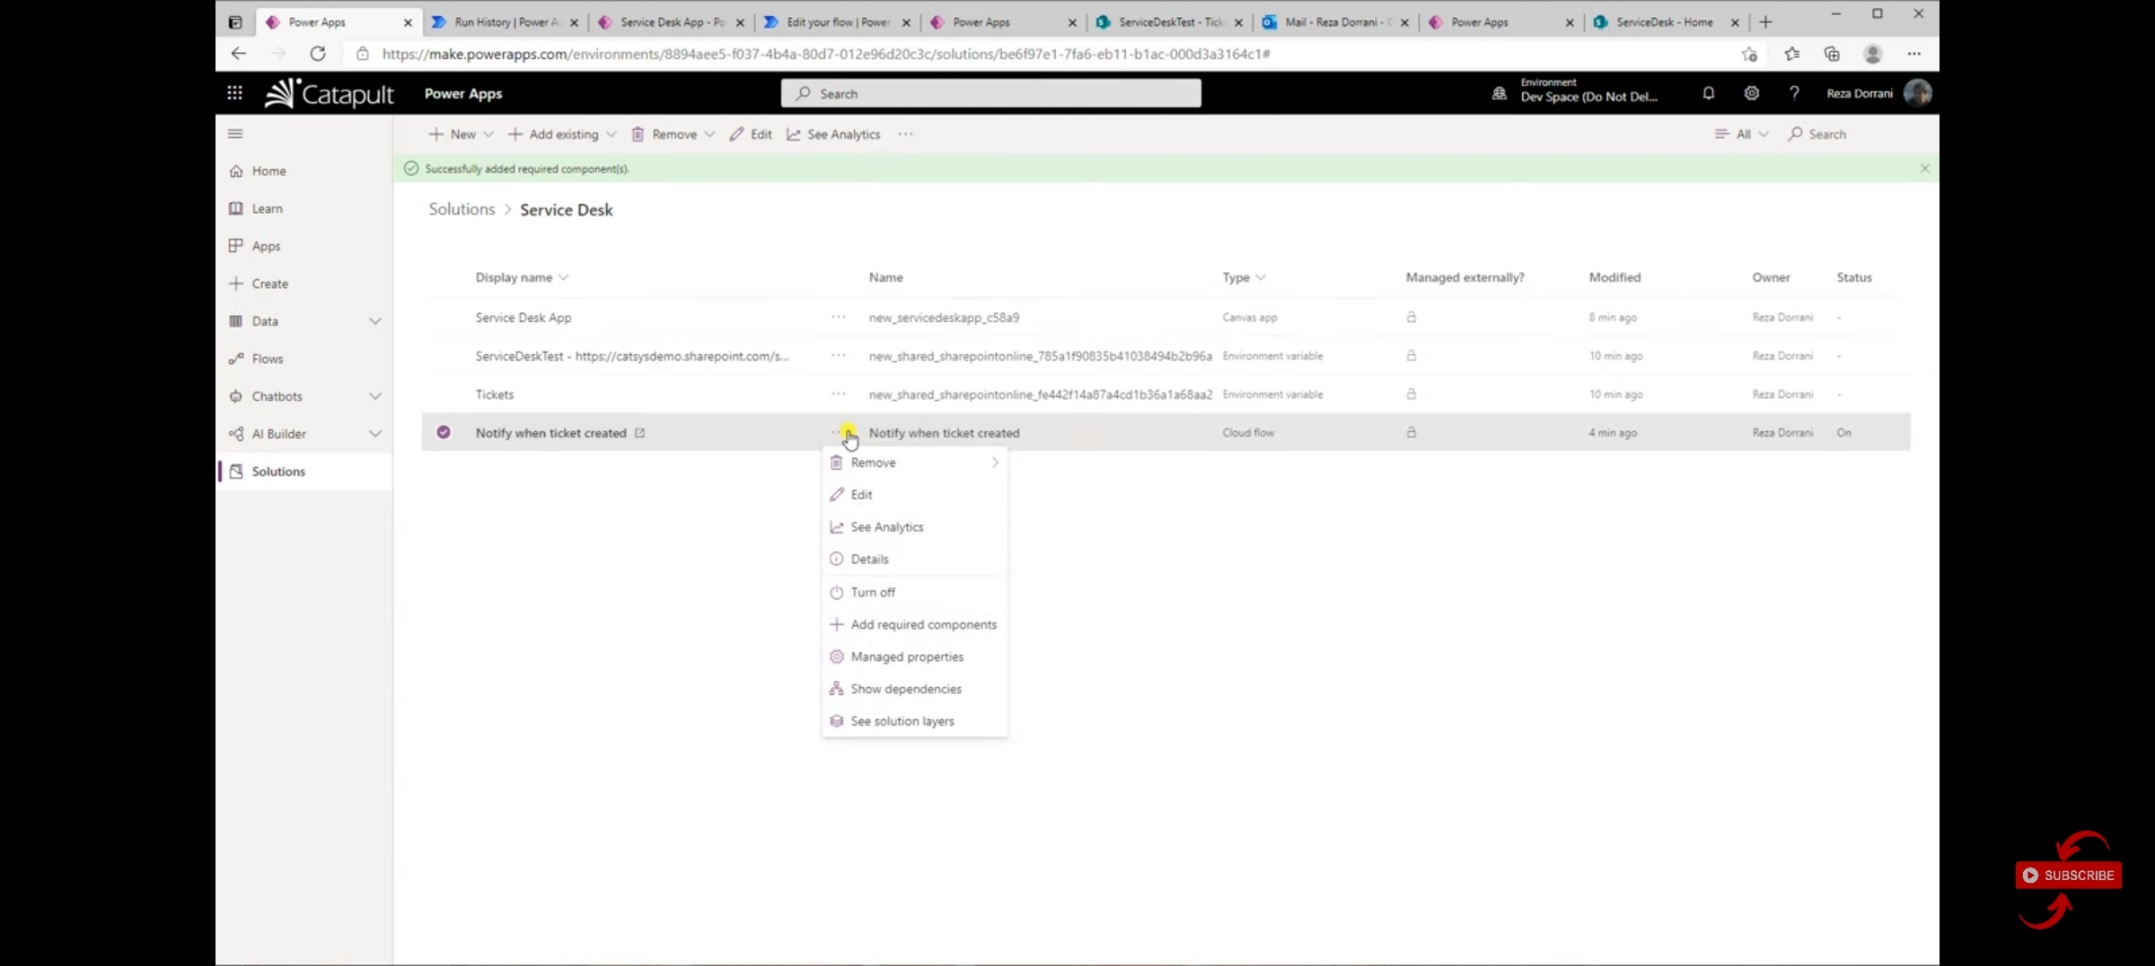 Power Apps
Run History | Power Au
Service Desk App - Po
Edit your flow | Power
Power Apps
ServiceDeskTest - Tick
Mail - Reza Dorrani - C
Power Apps
ServiceDesk - Home
https://make.powerapps.com/environments/8894aee5-f037-4b4a-80d7-012e96d20c3c/solutions/be6f97e1-7fa6-eb11-b1ac-000d3a3164c1#
Catapult
Power Apps
Search
Environment
Dev Space (Do Not Del...
Reza Dorrani
New
Add existing
Remove
Edit
See Analytics
All
Search
Successfully added required component(s).
Home
Learn
Apps
Create
Data
Flows
Chatbots
AI Builder
Solutions
Solutions > Service Desk
Display name Name Type Managed externally? Modified Owner Status
Service Desk App ... new_servicedeskapp_c58a9 Canvas app 8 min ago Reza Dorrani -
ServiceDeskTest - https://catsysdemo.sharepoint.com/s... ... new_shared_sharepointonline_785a1f90835b41038494b2b96a Environment variable 10 min ago Reza Dorrani -
Tickets ... new_shared_sharepointonline_fe442f14a87a4cd1b36a1a68aa2 Environment variable 10 min ago Reza Dorrani -
Notify when ticket created Notify when ticket created Cloud flow 4 min ago Reza Dorrani On
Remove
Edit
See Analytics
Details
Turn off
Add required components
Managed properties
Show dependencies
See solution layers
SUBSCRIBE